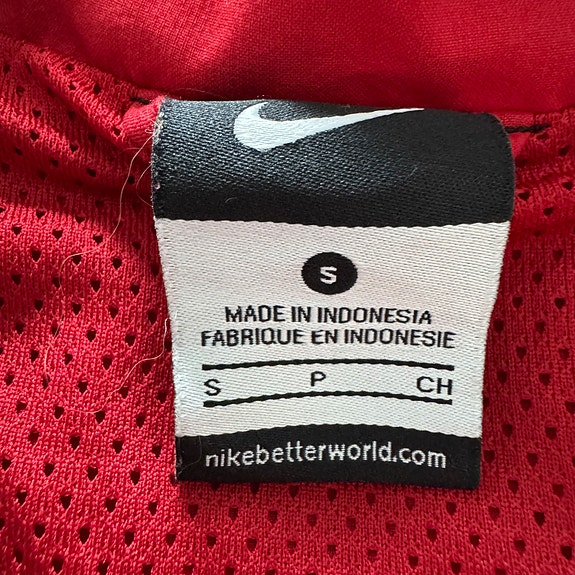 S
MADE IN INDONESIA
FABRIQUE EN INDONESIE
S P CH
nikebetterworld.com